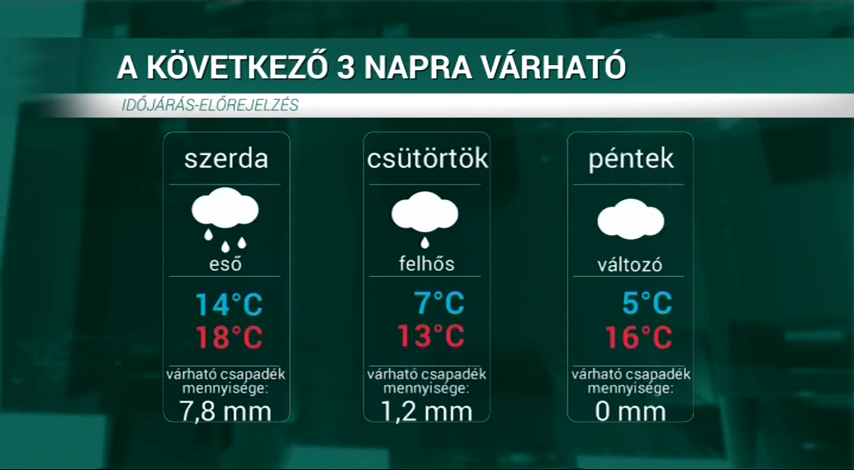 A KÖVETKEZŐ 3 NAPRA VÁRHATÓ
IDŐJÁRÁS-ELŐREJELZÉS
szerda
eső
14°C
18°C
várható csapadék
mennyisége:
7,8 mm
csütörtök
felhős
7°C
13°C
várható csapadék
mennyisége:
1,2 mm
péntek
változó
5°C
16°C
várható csapadék
mennyisége:
0 mm